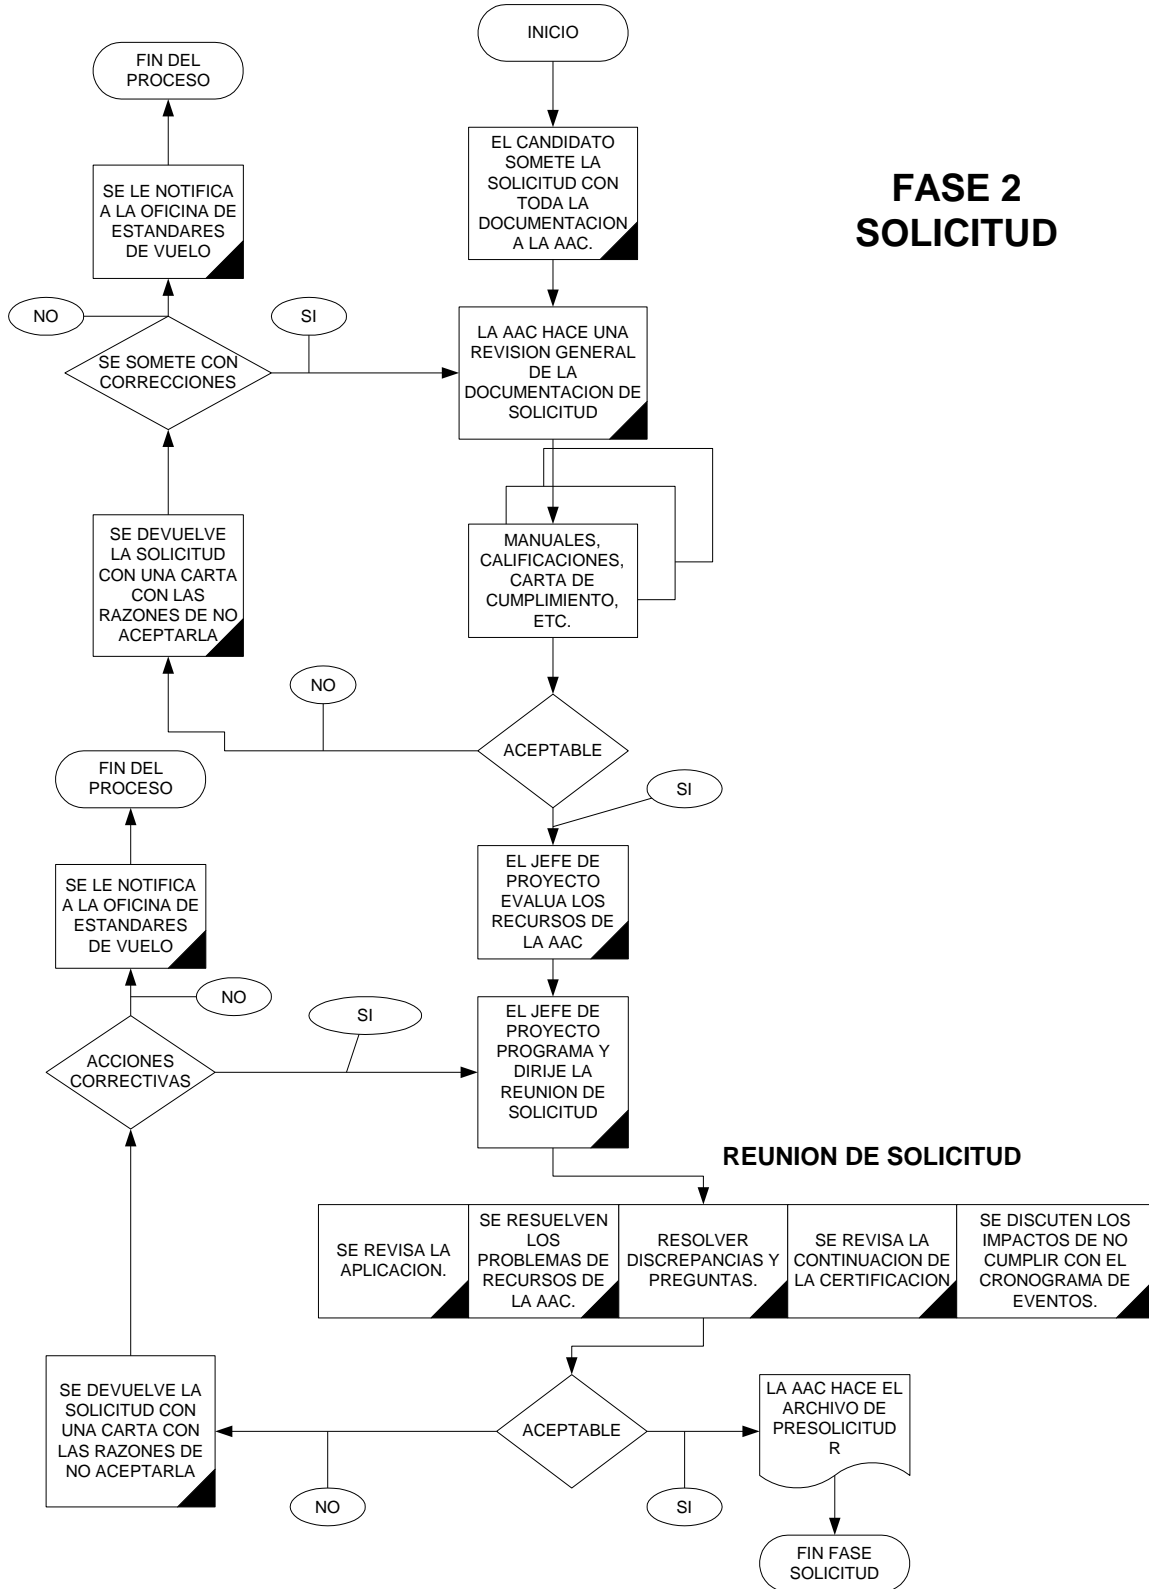 INICIO
FIN DEL
PROCESO
EL CANDIDATO
SOMETE LA
SOLICITUD CON
TODA LA
DOCUMENTACION
A LA AAC.
FASE 2
SOLICITUD
SE LE NOTIFICA
A LA OFICINA DE
ESTANDARES
DE VUELO
NO
SI
SE SOMETE CON
CORRECCIONES
LA AAC HACE UNA
REVISION GENERAL
DE LA
DOCUMENTACION DE
SOLICITUD
SE DEVUELVE
LA SOLICITUD
CON UNA CARTA
CON LAS
RAZONES DE NO
ACEPTARLA
MANUALES,
CALIFICACIONES,
CARTA DE
CUMPLIMIENTO,
ETC.
NO
ACEPTABLE
SI
FIN DEL
PROCESO
SE LE NOTIFICA
A LA OFICINA DE
ESTANDARES
DE VUELO
EL JEFE DE
PROYECTO
EVALUA LOS
RECURSOS DE
LA AAC
NO
SI
ACCIONES
CORRECTIVAS
EL JEFE DE
PROYECTO
PROGRAMA Y
DIRIJE LA
REUNION DE
SOLICITUD
REUNION DE SOLICITUD
SE REVISA LA
APLICACION.
SE RESUELVEN
LOS
PROBLEMAS DE
RECURSOS DE
LA AAC.
RESOLVER
DISCREPANCIAS Y
PREGUNTAS.
SE REVISA LA
CONTINUACION DE
LA CERTIFICACION
SE DISCUTEN LOS
IMPACTOS DE NO
CUMPLIR CON EL
CRONOGRAMA DE
EVENTOS.
SE DEVUELVE LA
SOLICITUD CON
UNA CARTA CON
LAS RAZONES DE
NO ACEPTARLA
ACEPTABLE
LA AAC HACE EL
ARCHIVO DE
PRESOLICITUD
R
NO
SI
FIN FASE
SOLICITUD